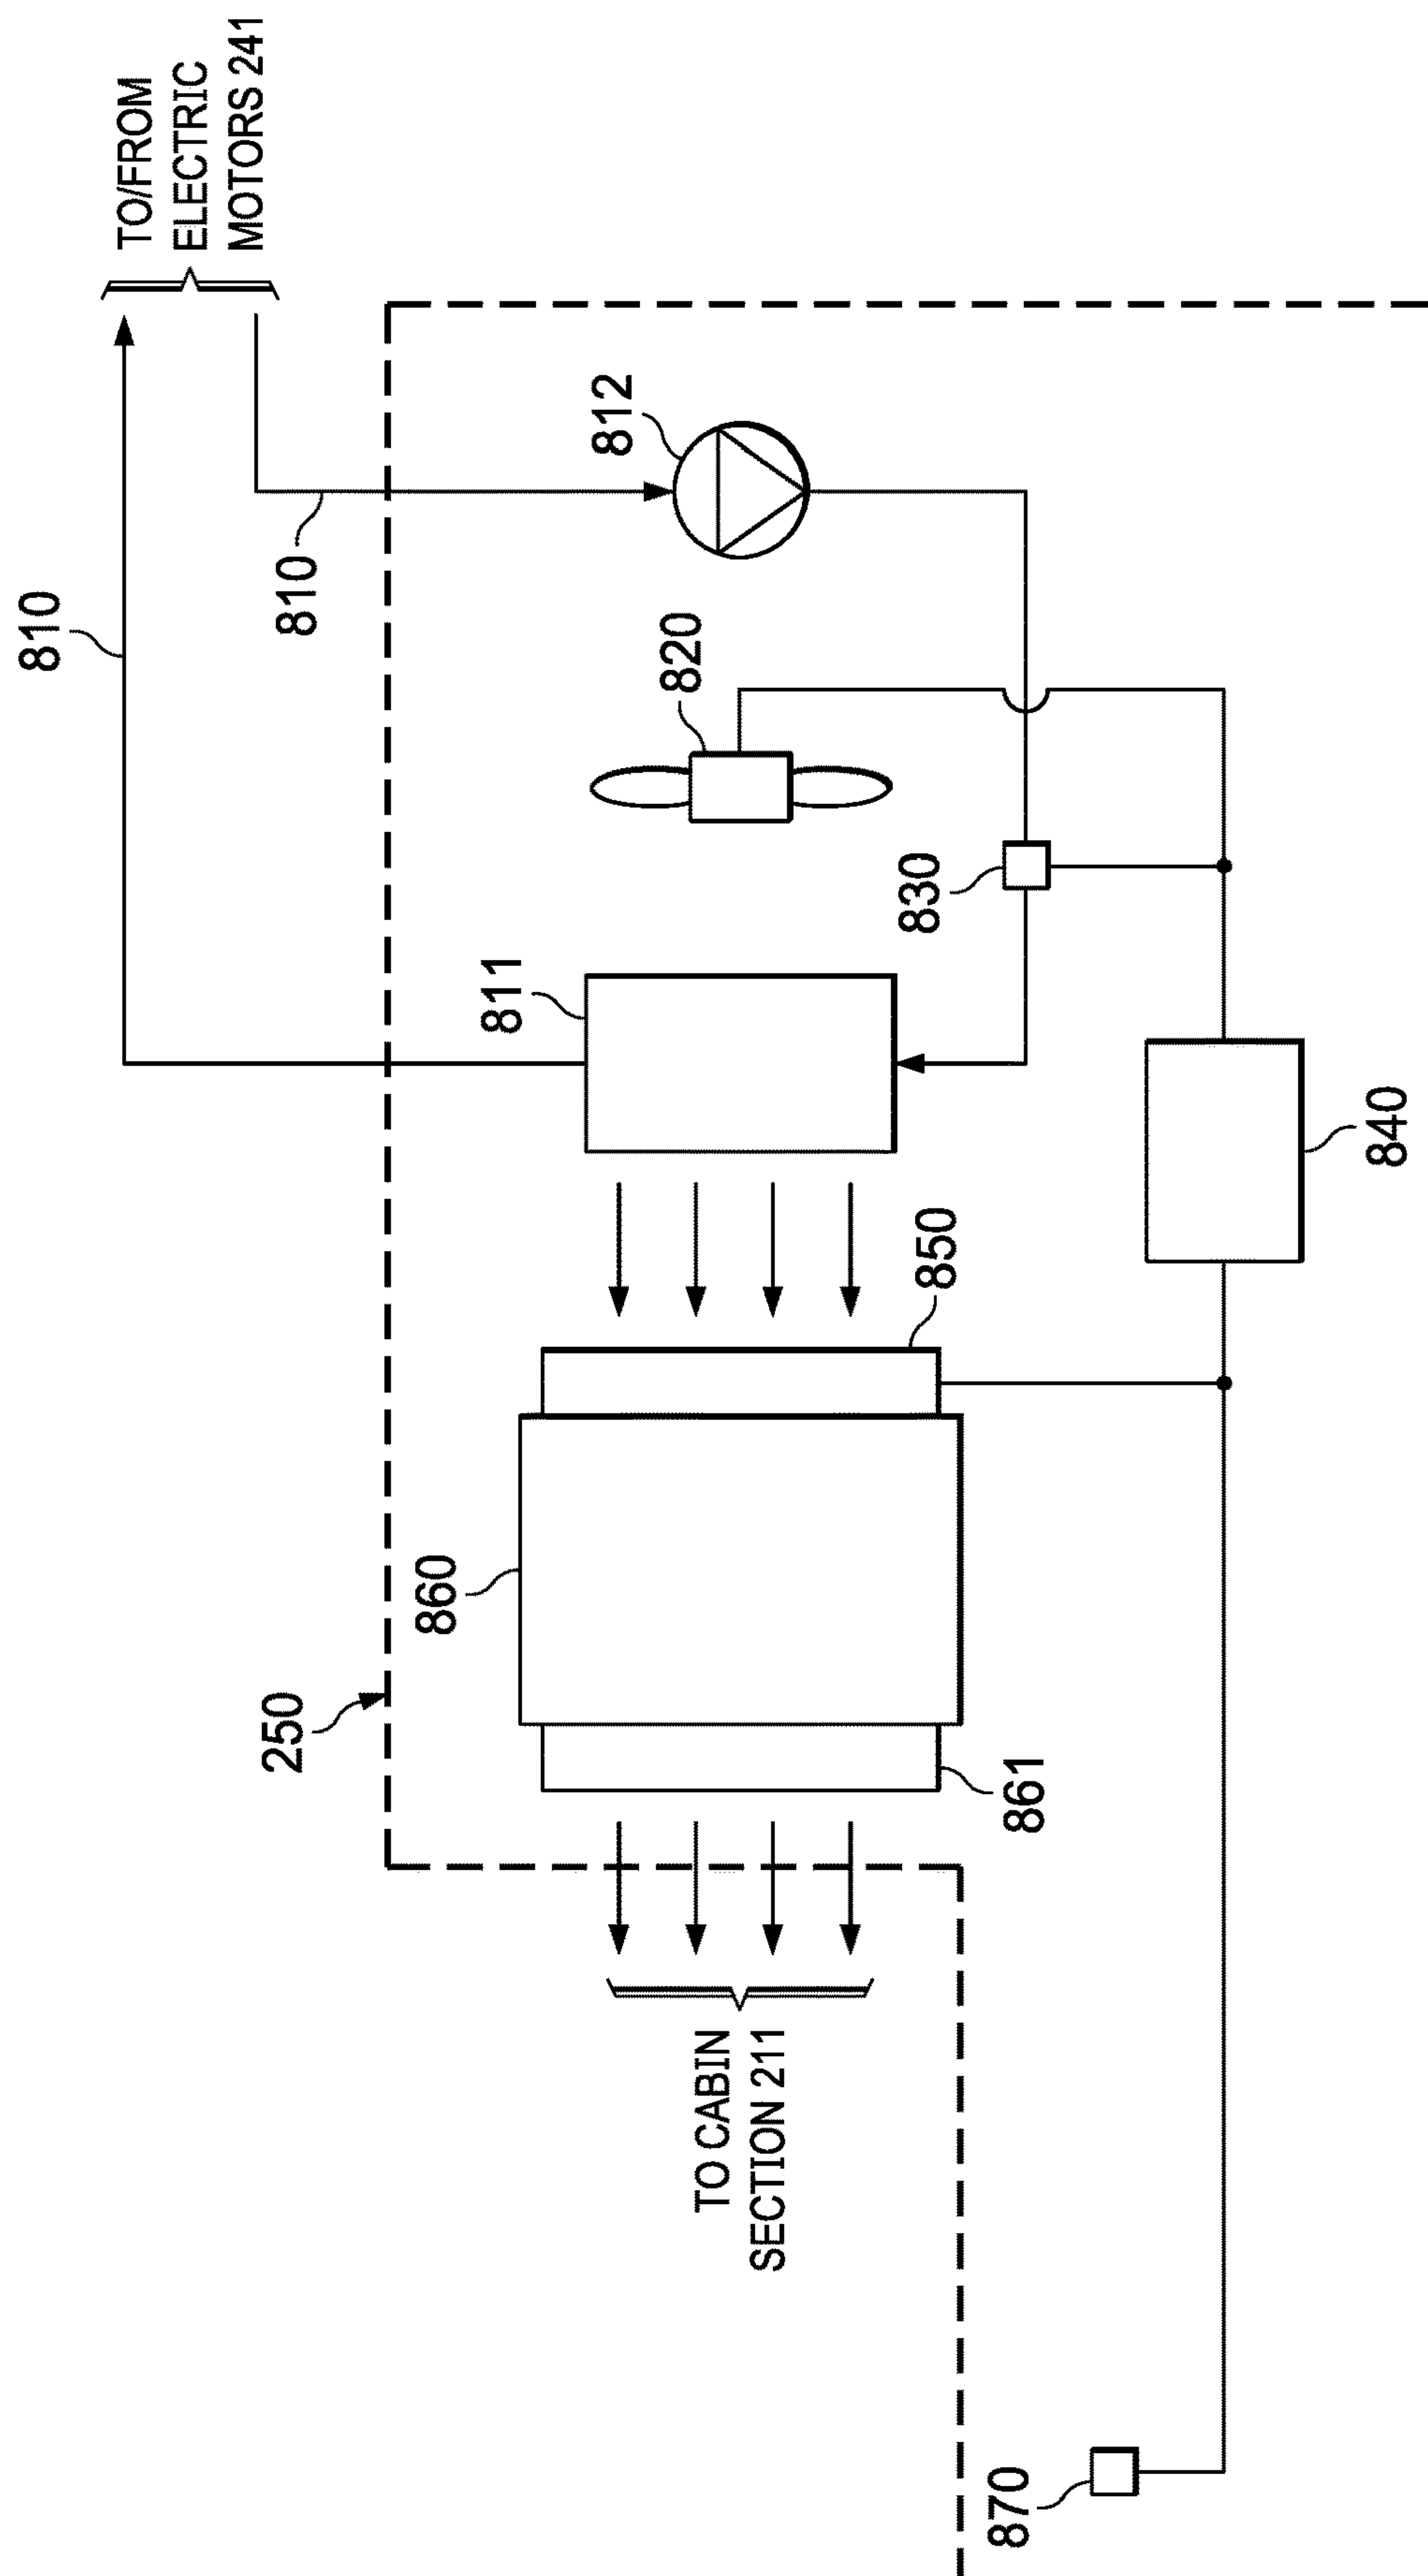 810
TO/FROM
ELECTRIC
MOTORS 241
250
810
860
811
812
820
TO CABIN
SECTION 211
830
850
870
861
840